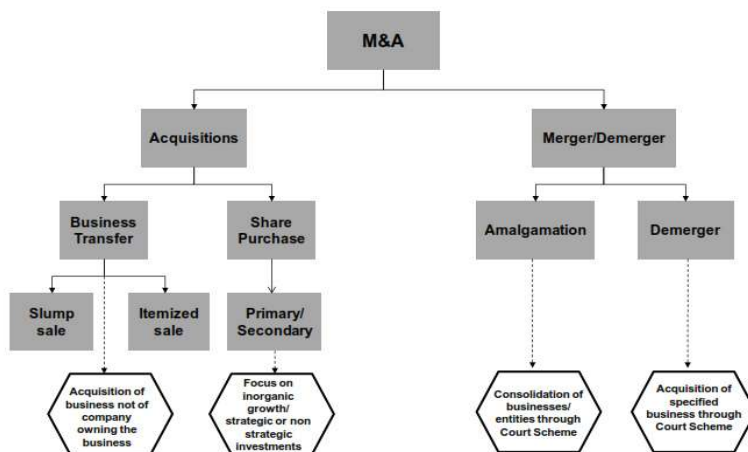 M&A
Acquisitions
Merger/Demerger
Business
Transfer
Share
Purchase
Amalgamation
Demerger
Slump
sale
Itemized
sale
Primary/
Secondary
Acquisition of
business not of
company
owning the
business
Focus on
inorganic
growth/
strategic or non
strategic
investments
Consolidation of
businesses/
entities through
Court Scheme
Acquisition of
specified
business through
Court Scheme